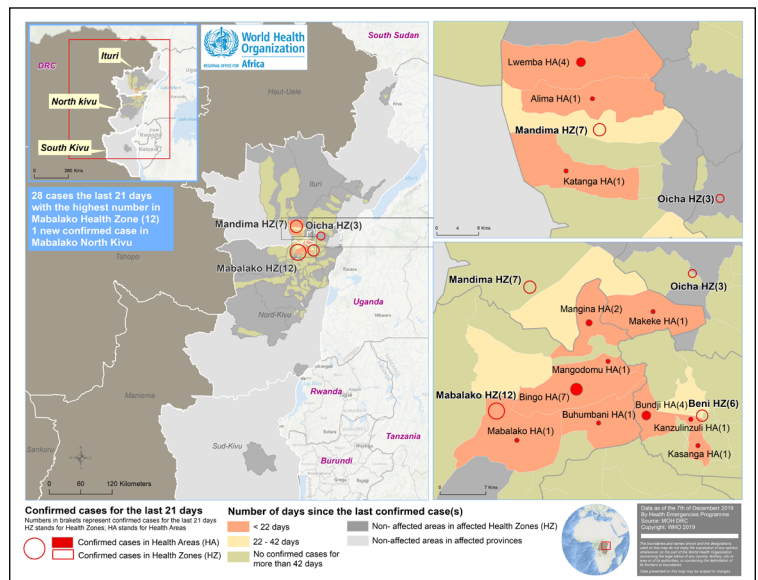 World Health
Organization
REGIONAL OFFICE FOR Africa
South Sudan
DRC
Ituri
North kivu
South Kivu
0 280 Kms
Haut-Uele
Aru
28 cases the last 21 days
with the highest number in
Mabalako Health Zone (12)
1 new confirmed case in
Mabalako North Kivu
Tshopo
Ituri
Mandima HZ(7)
Oicha HZ(3)
Mabalako HZ(12)
Nord-Kivu
Uganda
Rwanda
Maniema
Sankuru
Sud-Kivu
Burundi
Tanzania
0 60 120 Kilometers
Lwemba HA(4)
Alima HA(1)
Mandima HZ(7)
Katanga HA(1)
Oicha HZ(3)
Mandima HZ(7)
Oicha HZ(3)
Mangina HA(2)
Makeke HA(1)
Mangodomu HA(1)
Mabalako HZ(12)
Bingo HA(7)
Bundji HA(4)
Beni HZ(6)
Buhumbani HA(1)
Kanzulinzuli HA(1)
Mabalako HA(1)
Kasanga HA(1)
0 7 Kms
Confirmed cases for the last 21 days
Numbers in brakets represent confirmed cases for the last 21 days
HZ stands for Health Zones; HA stands for Health Areas
Confirmed cases in Health Areas (HA)
Confirmed cases in Health Zones (HZ)
Number of days since the last confirmed case(s)
< 22 days
22 - 42 days
No confirmed cases for
more than 42 days
Non- affected areas in affected Health Zones (HZ)
Non-affected areas in affected provinces
Data as of the 7th of December 2019
By Health Emergencies Programme
Source: MOH DRC
Copyright: WHO 2019